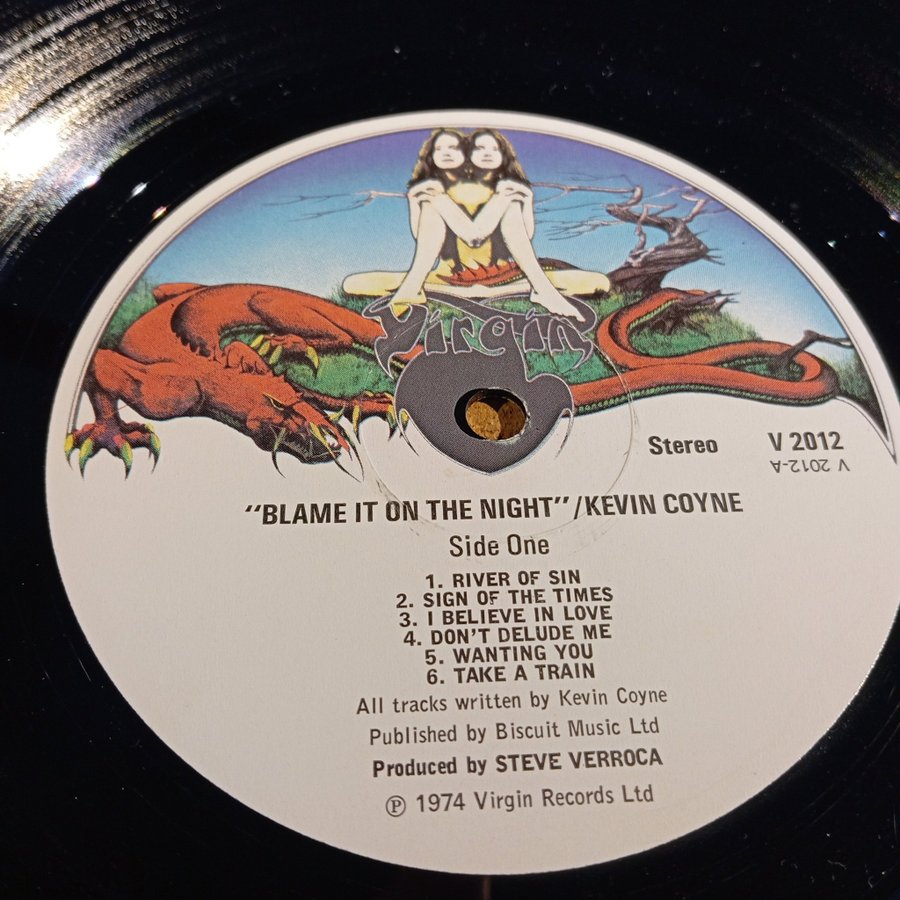 Virgin
Stereo V 2012
V 2012-A
"BLAME IT ON THE NIGHT"/KEVIN COYNE
Side One
1. RIVER OF SIN
2. SIGN OF THE TIMES
3. I BELIEVE IN LOVE
4. DON'T DELUDE ME
5. WANTING YOU
6. TAKE A TRAIN
All tracks written by Kevin Coyne
Published by Biscuit Music Ltd
Produced by STEVE VERROCA
℗ 1974 Virgin Records Ltd